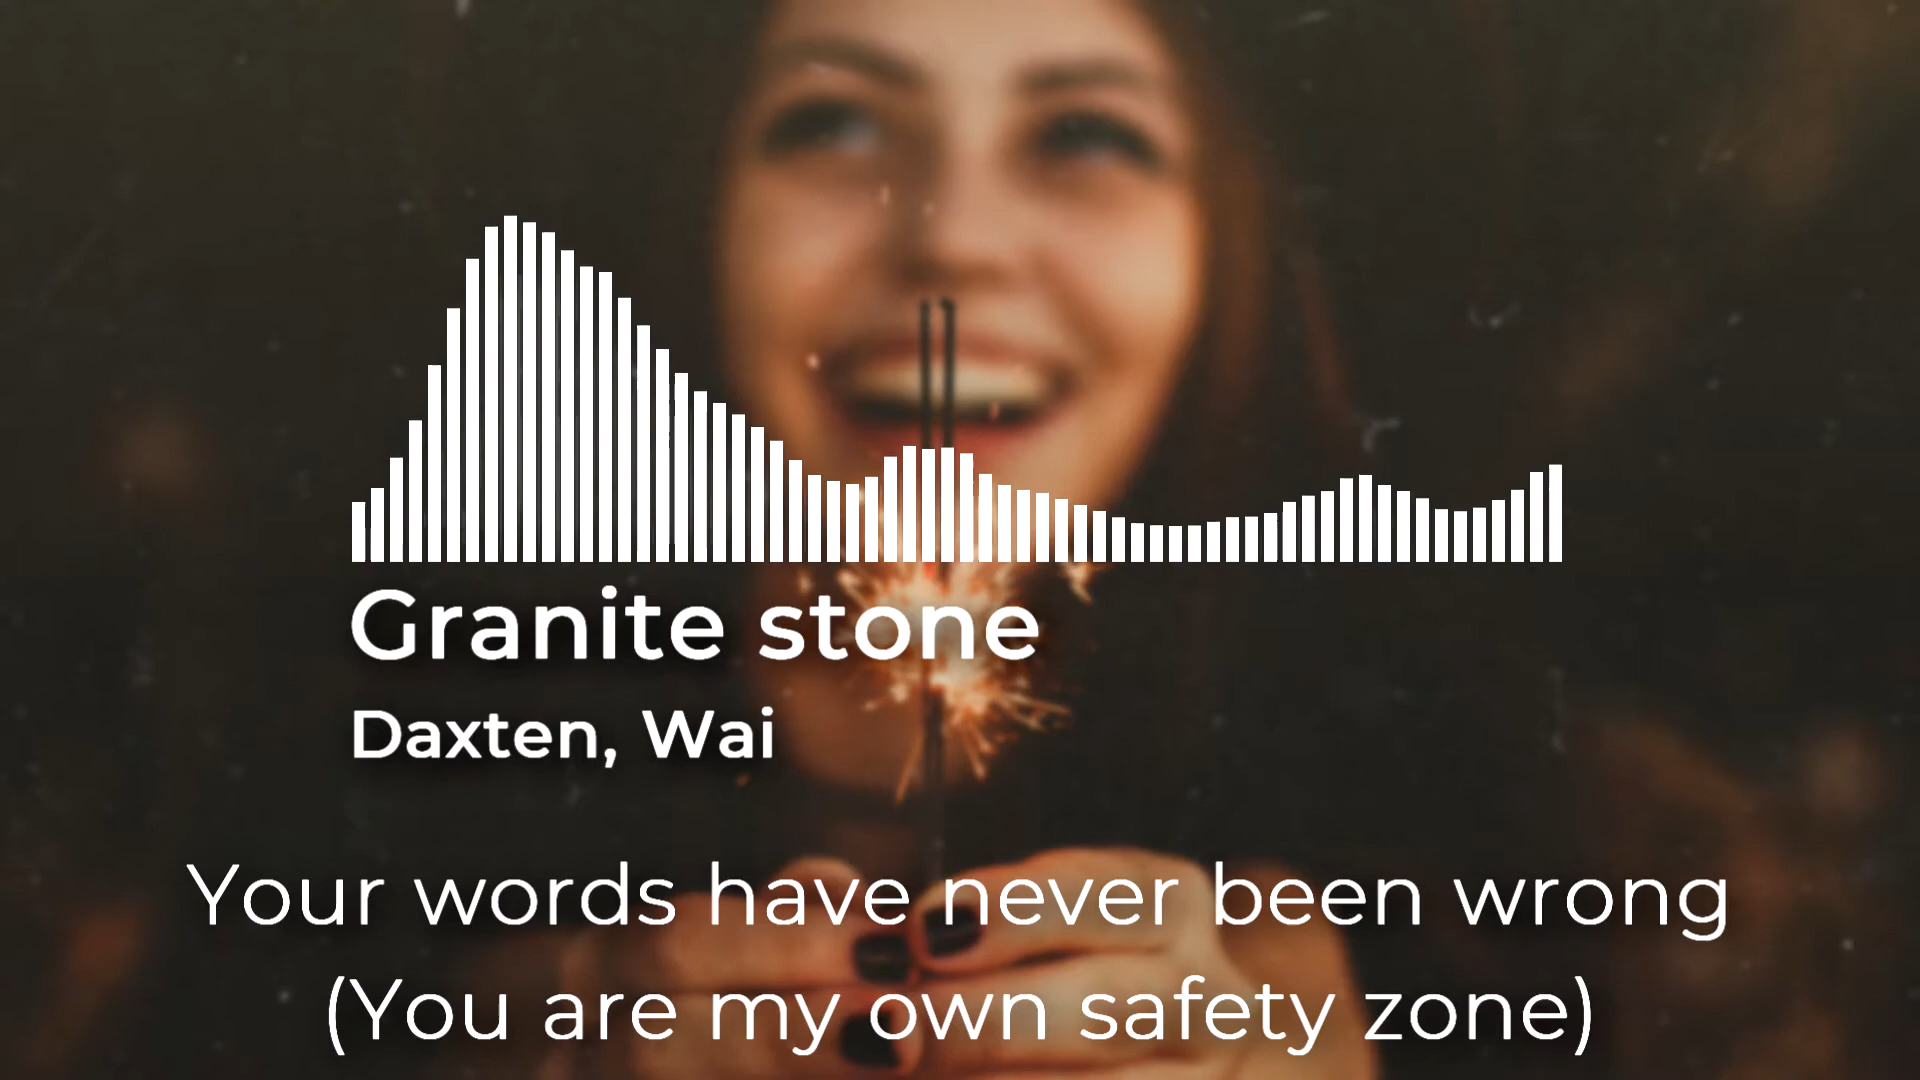 Granite stone
Daxten, Wai
Your words have never been wrong
(You are my own safety zone)